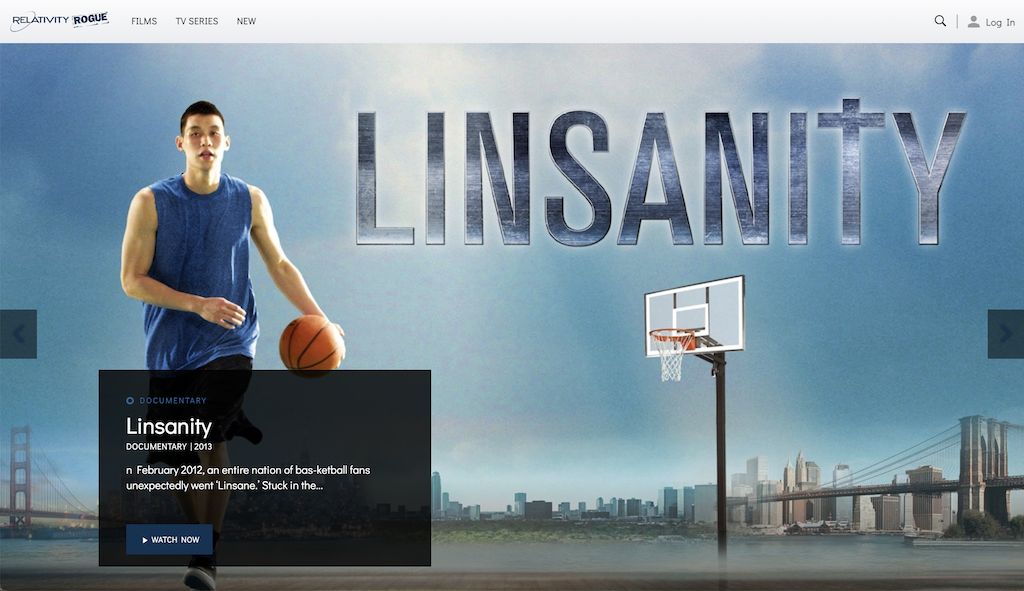 RELATIVITY ROGUE
FILMS TV SERIES NEW
Log In
LINSANITY
DOCUMENTARY
Linsanity
DOCUMENTARY | 2013
n February 2012, an entire nation of bas-ketball fans
unexpectedly went ‘Linsane.’ Stuck in the...
WATCH NOW